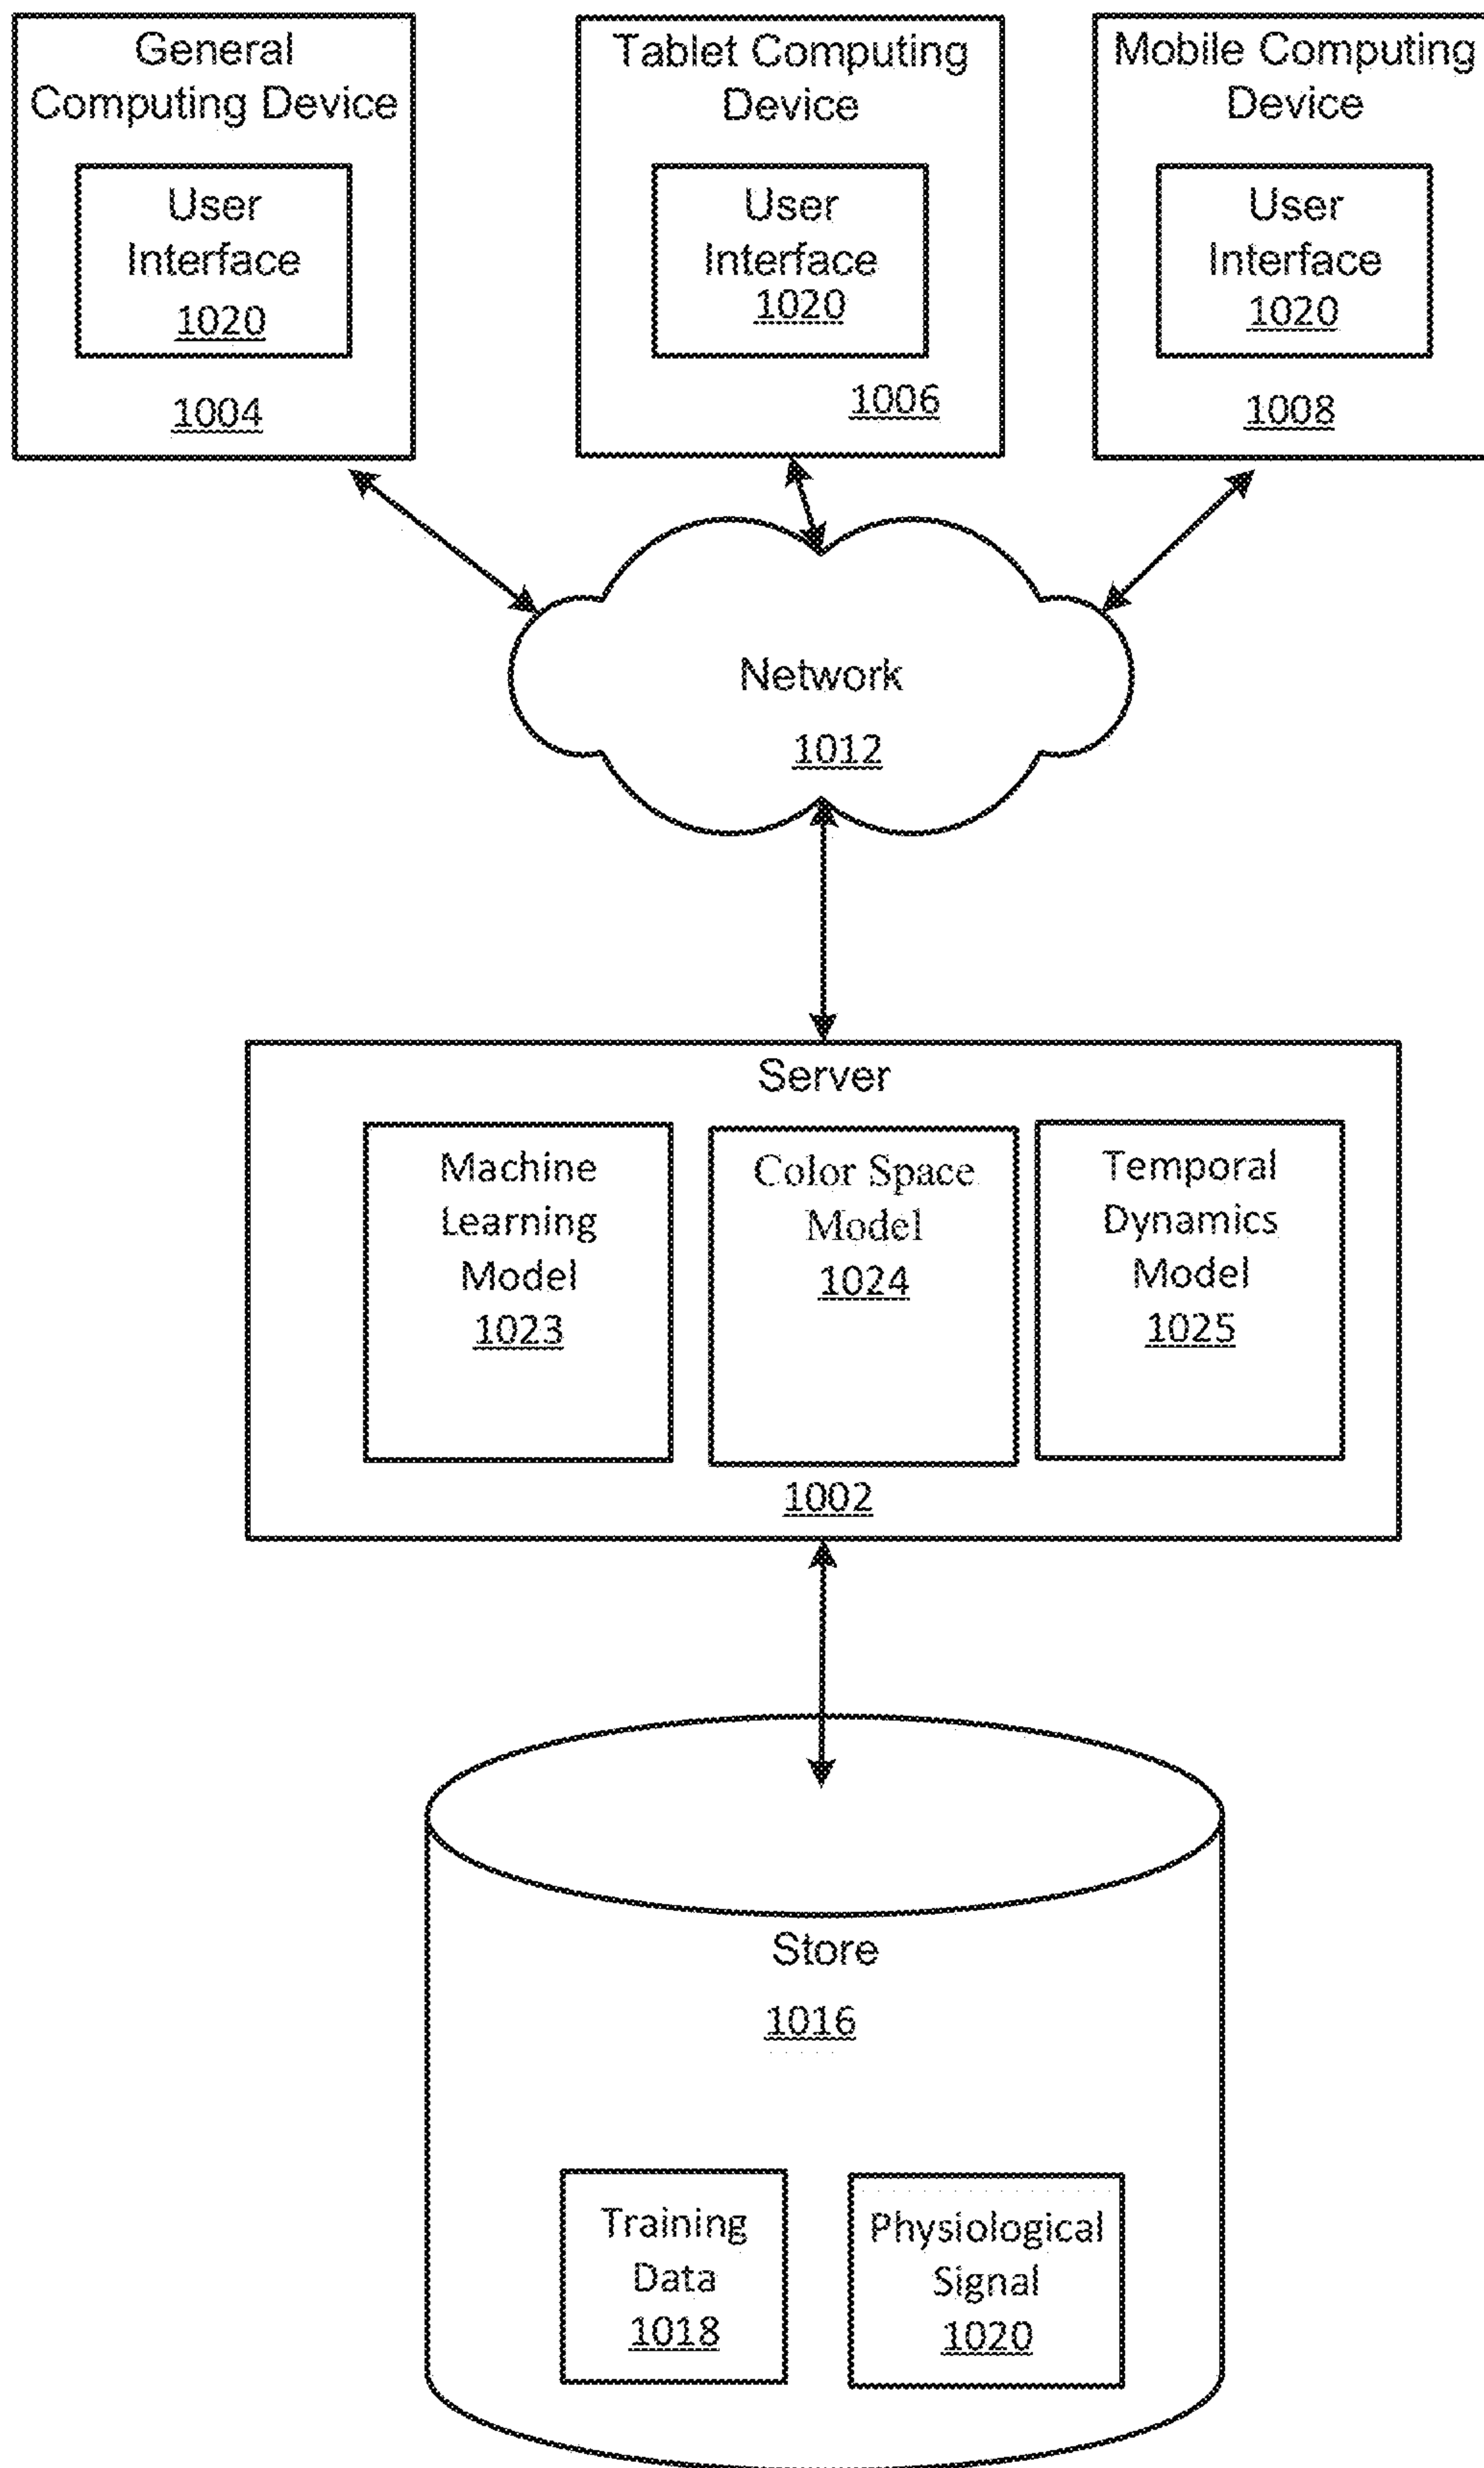 General
Computing Device
User
Interface
1020
1004
Tablet Computing
Device
User
Interface
1020
1006
Mobile Computing
Device
User
Interface
1020
1008
Network
1012
Server
Machine
Learning
Model
1023
Color Space
Model
1024
Temporal
Dynamics
Model
1025
1002
Store
1016
Training
Data
1018
Physiological
Signal
1020